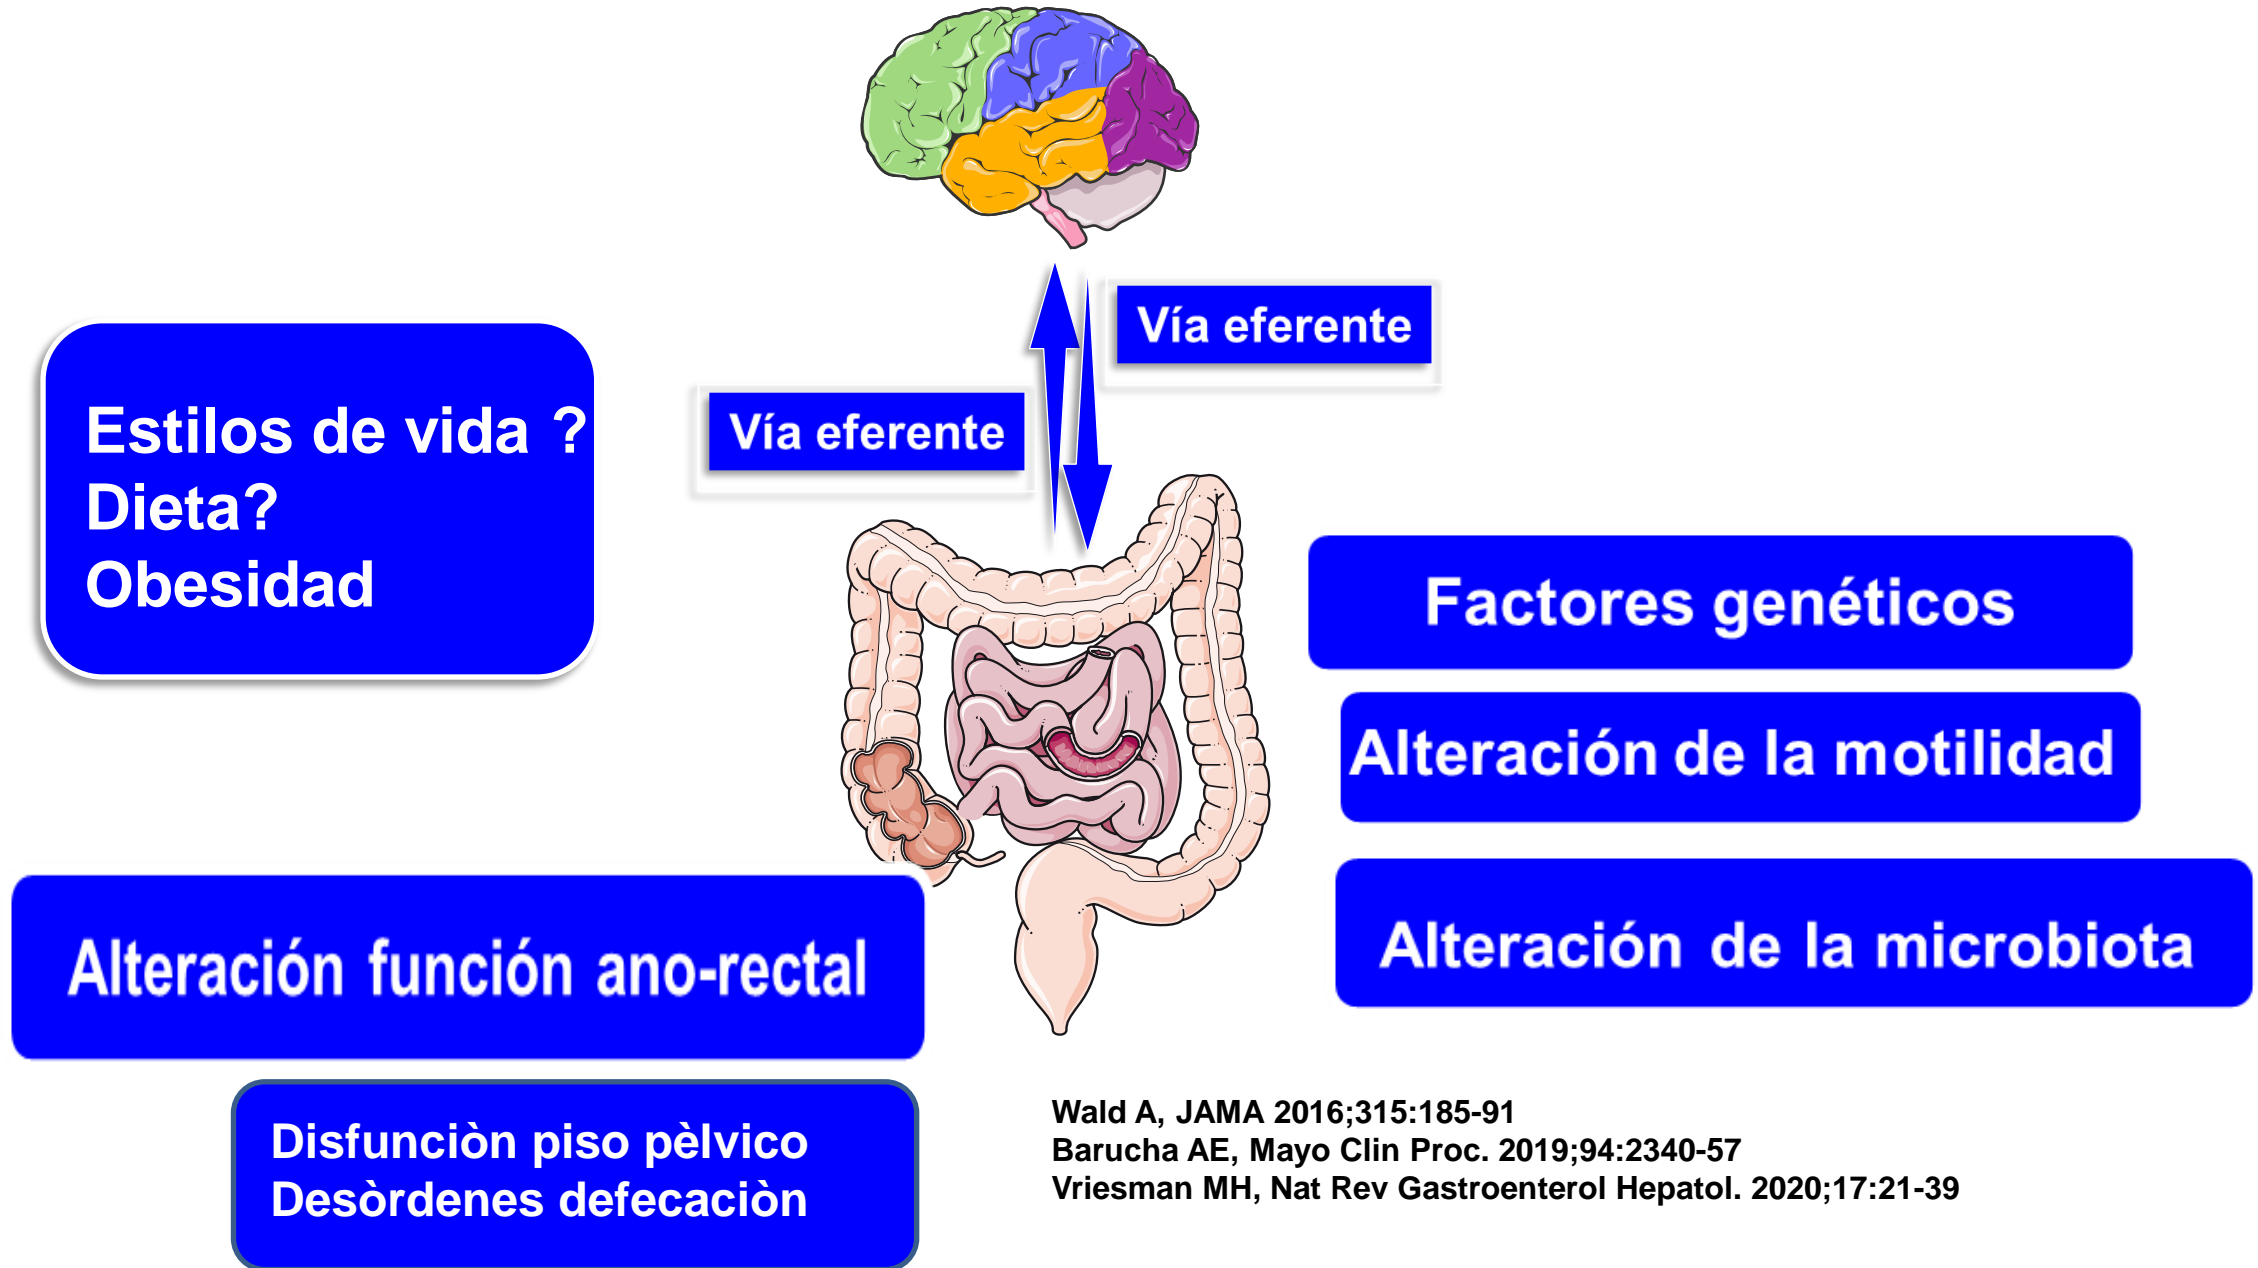 Vía eferente
Vía eferente
Estilos de vida ?
Dieta?
Obesidad
Factores genéticos
Alteración de la motilidad
Alteración de la microbiota
Alteración función ano-rectal
Disfunciòn piso pèlvico
Desòrdenes defecaciòn
Wald A, JAMA 2016;315:185-91
Barucha AE, Mayo Clin Proc. 2019;94:2340-57
Vriesman MH, Nat Rev Gastroenterol Hepatol. 2020;17:21-39